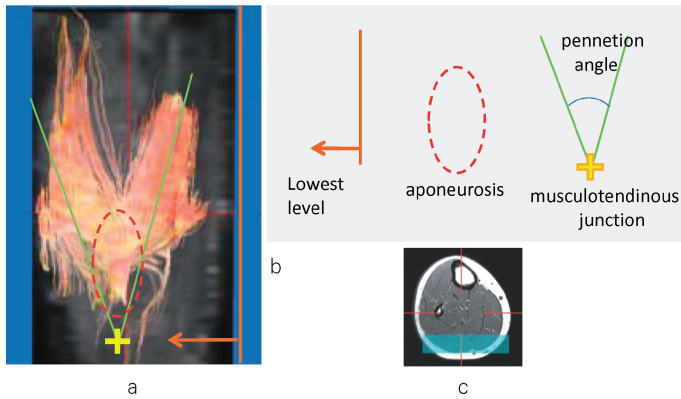 pennetion
angle
Lowest
level
aponeurosis
musculotendinous
junction
a
b
c